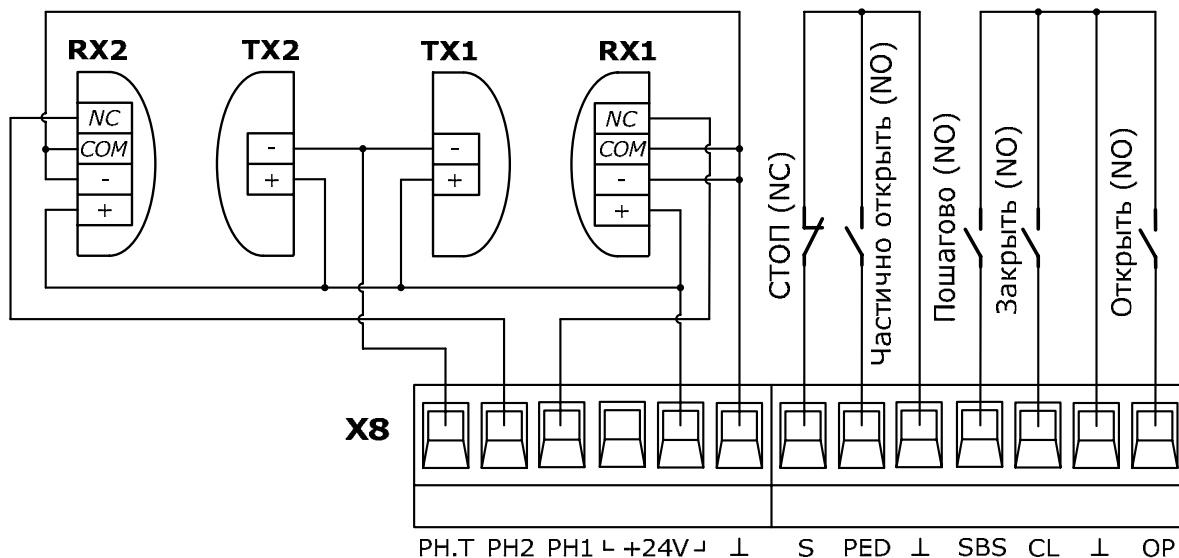 RX2
TX2
TX1
RX1
NC
COM
-
+
-
+
-
+
NC
COM
-
+
СТОП (NC)
Частично открыть (NO)
Пошагово (NO)
Закрыть (NO)
Открыть (NO)
X8
PH.T PH2 PH1 +24V ⊥ S PED ⊥ SBS CL ⊥ OP